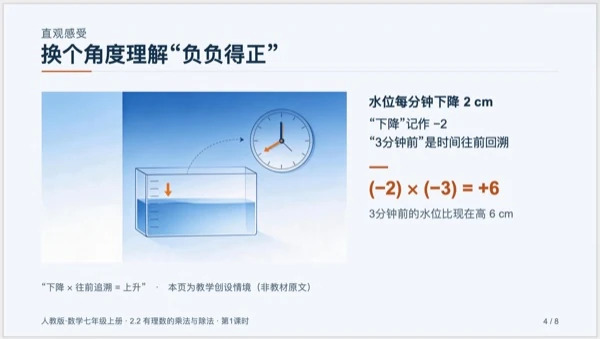 直观感受
换个角度理解“负负得正”
水位每分钟下降 2 cm
“下降”记作 −2
“3分钟前”是时间往前回溯
(−2) × (−3) = +6
3分钟前的水位比现在高 6 cm
“下降 × 往前追溯 = 上升” · 本页为教学创设情境（非教材原文）
人教版·数学七年级上册 · 2.2 有理数的乘法与除法 · 第1课时
4 / 8